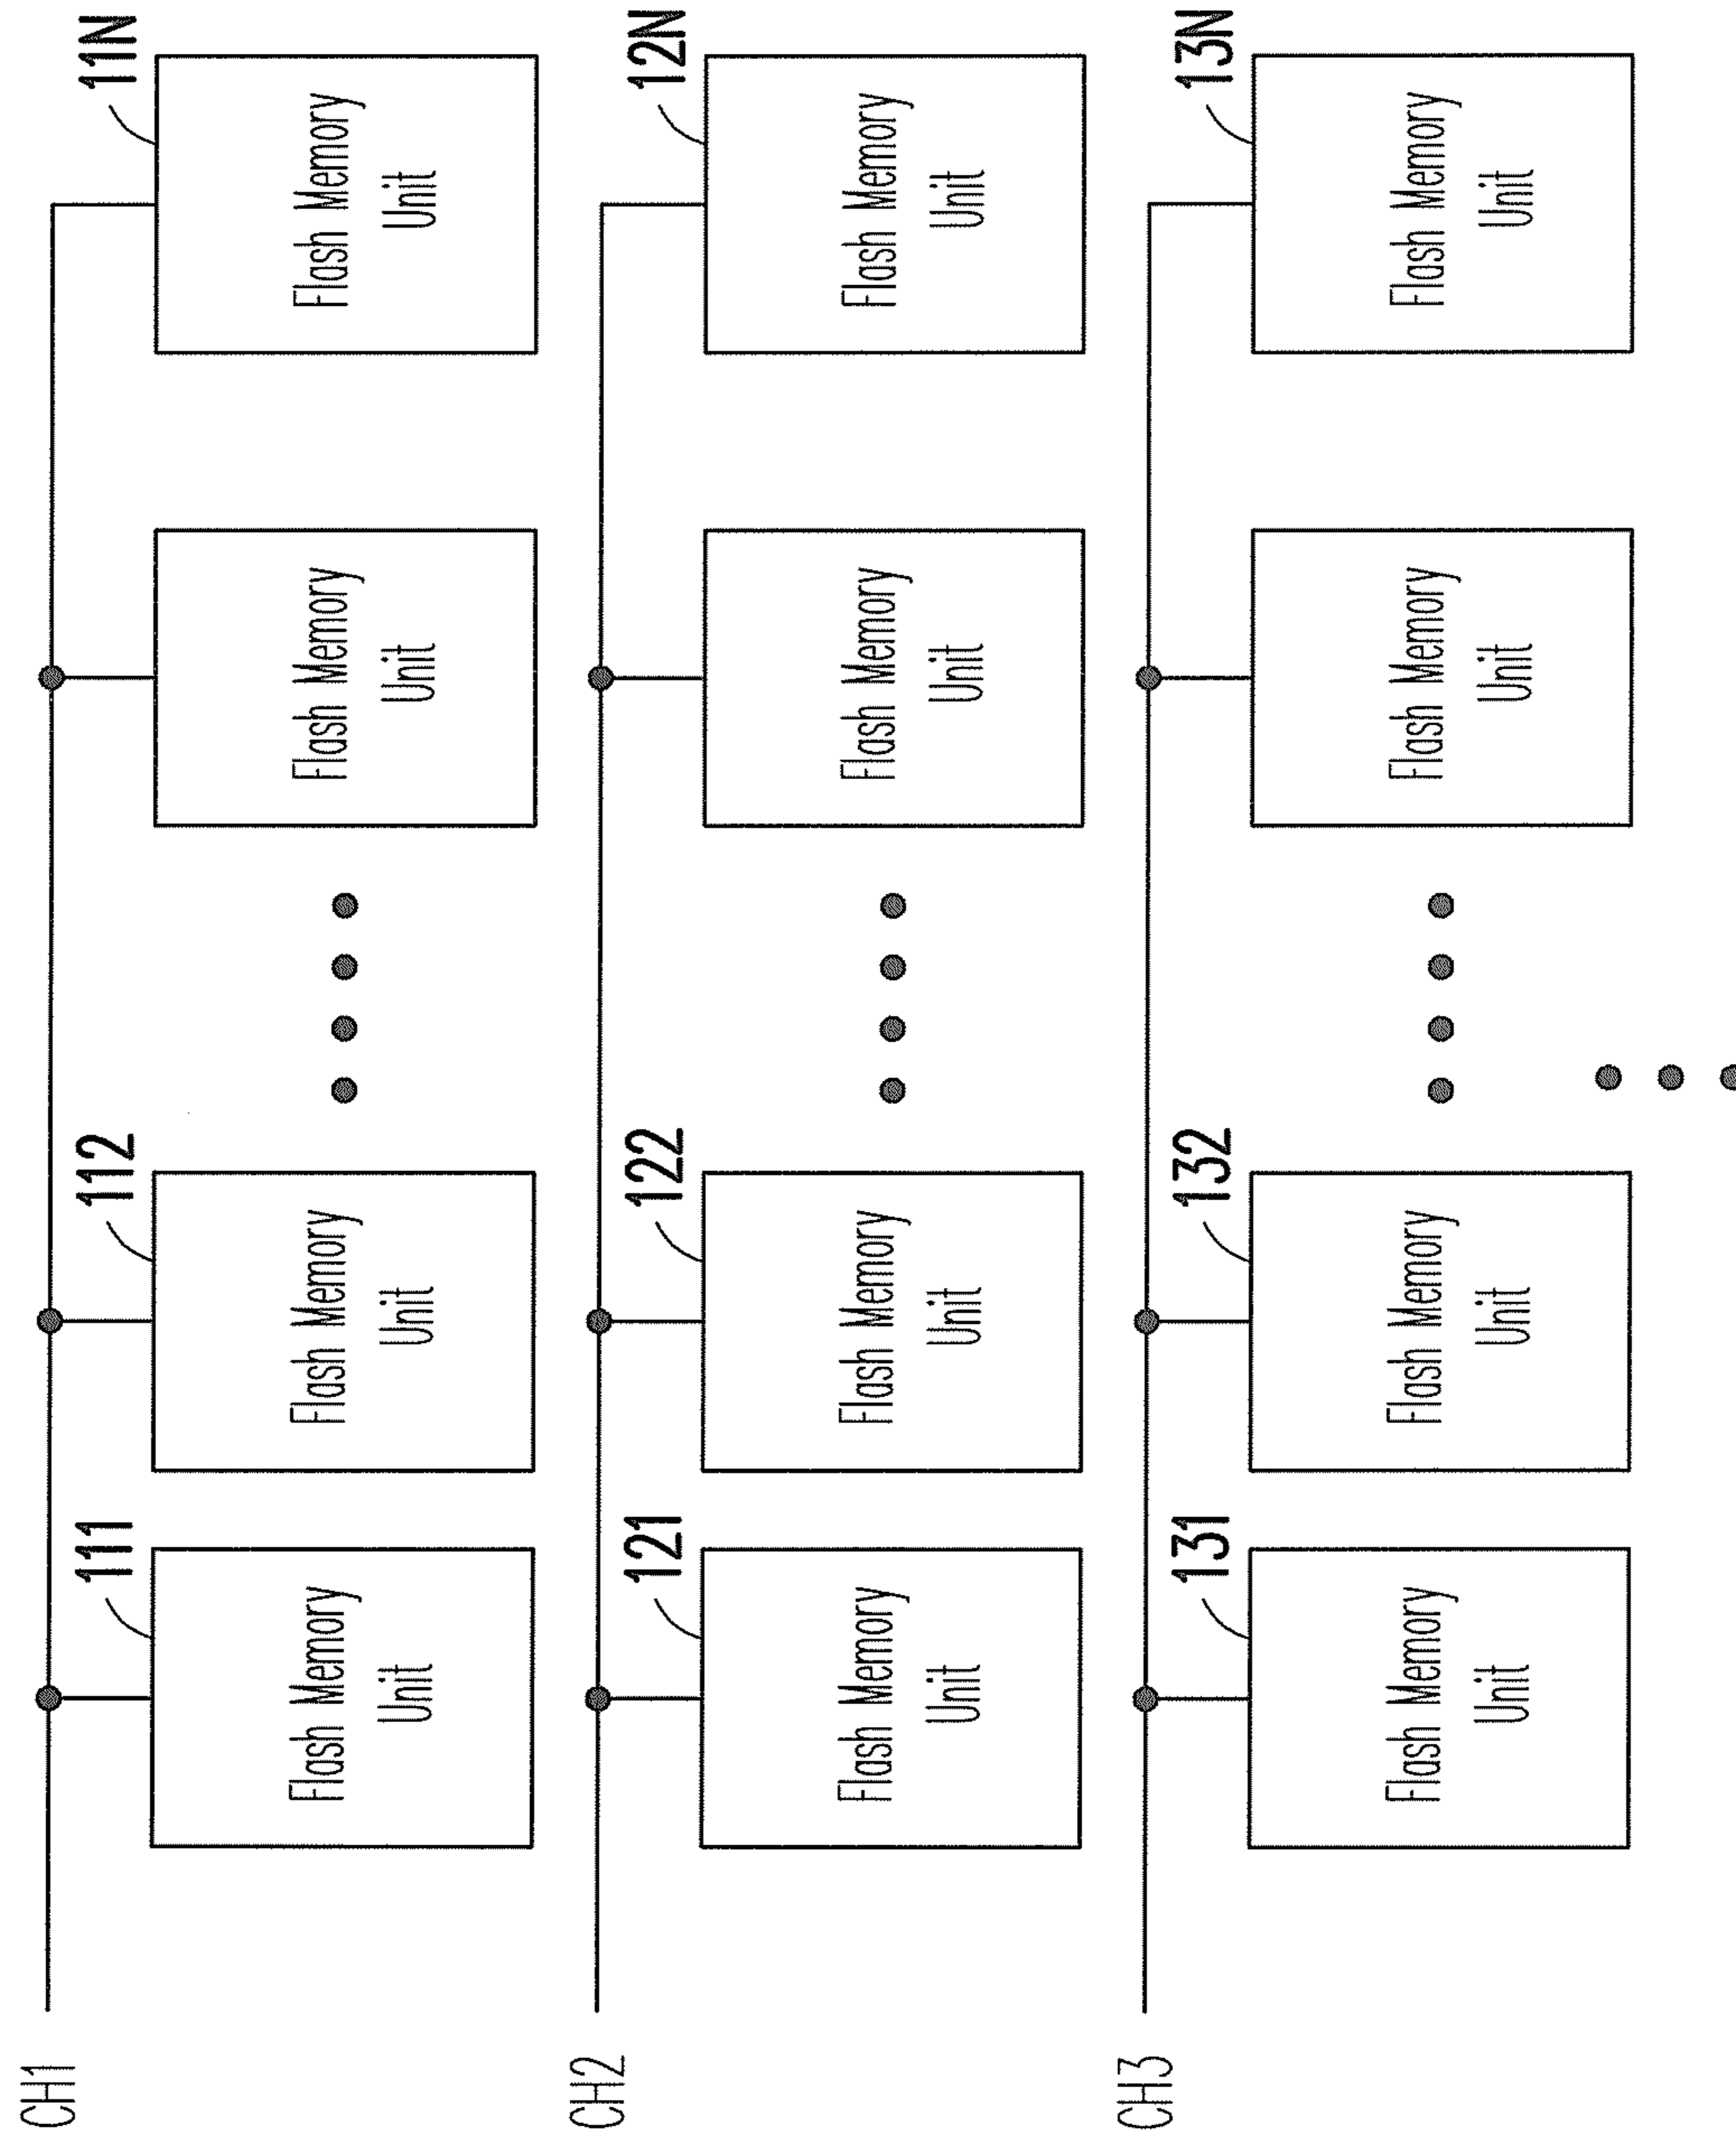 CH1
111
Flash Memory
Unit
112
Flash Memory
Unit
Flash Memory
Unit
11N
Flash Memory
Unit
CH2
121
Flash Memory
Unit
122
Flash Memory
Unit
Flash Memory
Unit
12N
Flash Memory
Unit
CH3
131
Flash Memory
Unit
132
Flash Memory
Unit
Flash Memory
Unit
13N
Flash Memory
Unit